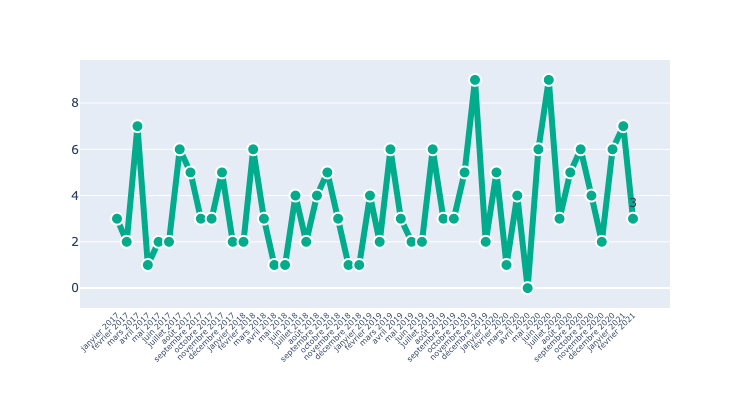 8
6
4
2
0
3
janvier 2017
février 2017
mars 2017
avril 2017
mai 2017
juin 2017
juillet 2017
août 2017
septembre 2017
octobre 2017
novembre 2017
décembre 2017
janvier 2018
février 2018
mars 2018
avril 2018
mai 2018
juin 2018
juillet 2018
août 2018
septembre 2018
octobre 2018
novembre 2018
décembre 2018
janvier 2019
février 2019
mars 2019
avril 2019
mai 2019
juin 2019
juillet 2019
août 2019
septembre 2019
octobre 2019
novembre 2019
décembre 2019
janvier 2020
février 2020
mars 2020
avril 2020
mai 2020
juin 2020
juillet 2020
août 2020
septembre 2020
octobre 2020
novembre 2020
décembre 2020
janvier 2021
février 2021